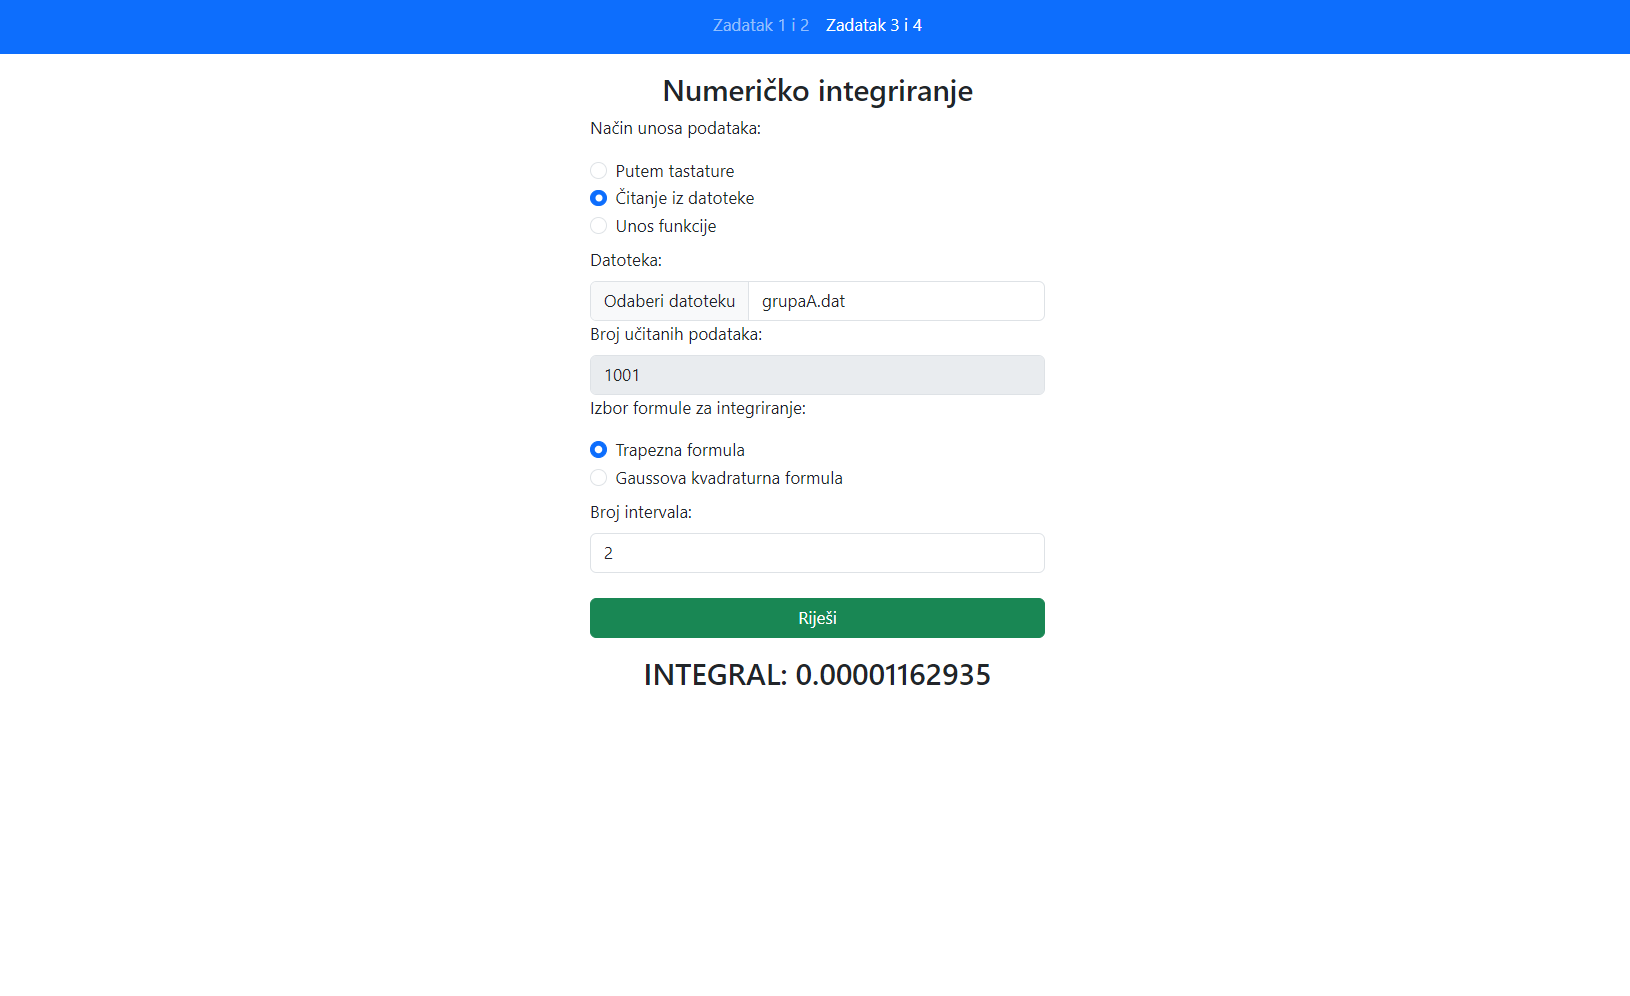 Zadatak 1 i 2 Zadatak 3 i 4
Numeričko integriranje
Način unosa podataka:
Putem tastature
Čitanje iz datoteke
Unos funkcije
Datoteka:
Odaberi datoteku grupaA.dat
Broj učitanih podataka:
1001
Izbor formule za integriranje:
Trapezna formula
Gaussova kvadraturna formula
Broj intervala:
2
Riješi
INTEGRAL: 0.00001162935